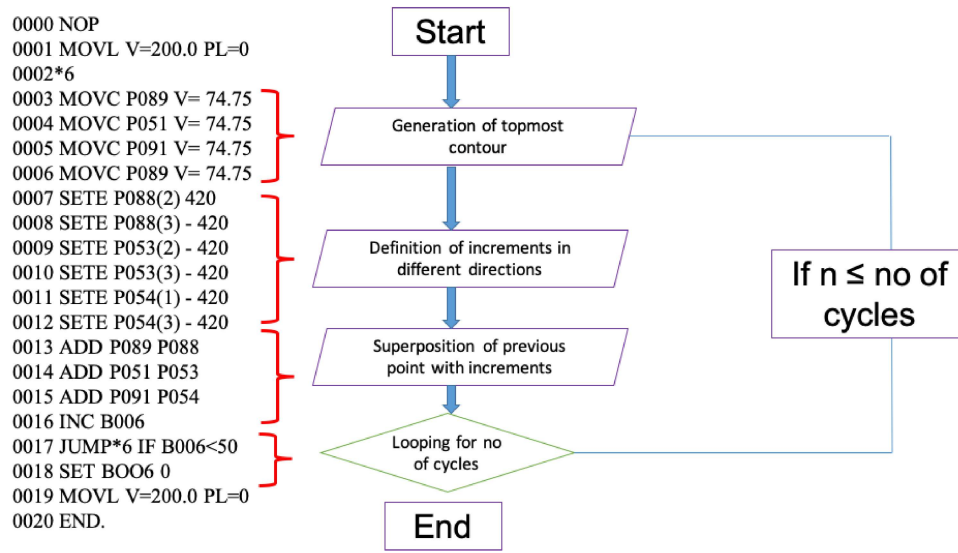 0000 NOP
0001 MOVL V=200.0 PL=0
0002*6
0003 MOVC P089 V= 74.75
0004 MOVC P051 V= 74.75
0005 MOVC P091 V= 74.75
0006 MOVC P089 V= 74.75
0007 SETE P088(2) 420
0008 SETE P088(3) - 420
0009 SETE P053(2) - 420
0010 SETE P053(3) - 420
0011 SETE P054(1) - 420
0012 SETE P054(3) - 420
0013 ADD P089 P088
0014 ADD P051 P053
0015 ADD P091 P054
0016 INC B006
0017 JUMP*6 IF B006<50
0018 SET BOO6 0
0019 MOVL V=200.0 PL=0
0020 END.
Start
Generation of topmost
contour
Definition of increments in
different directions
Superposition of previous
point with increments
Looping for no
of cycles
End
If n ≤ no of
cycles